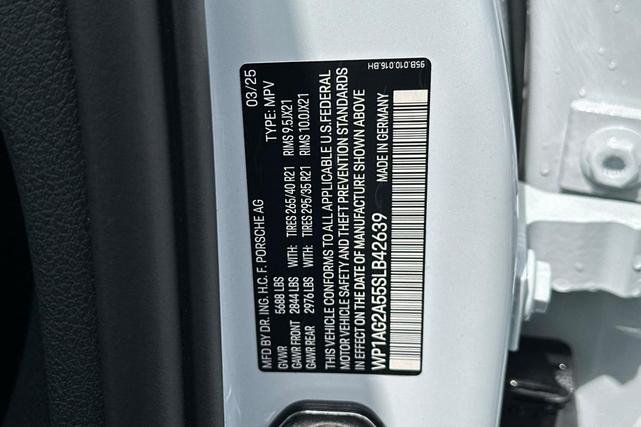 MFD BY DR. ING. H.C. F. PORSCHE AG 03/25
GVWR 5688 LBS TYPE: MPV
GAWR FRONT 2844 LBS WITH: TIRES 265/40 R21 RIMS 9.5JX21
GAWR REAR 2976 LBS WITH: TIRES 295/35 R21 RIMS 10.0JX21
THIS VEHICLE CONFORMS TO ALL APPLICABLE U.S. FEDERAL
MOTOR VEHICLE SAFETY AND THEFT PREVENTION STANDARDS
IN EFFECT ON THE DATE OF MANUFACTURE SHOWN ABOVE
WP1AG2A55SLB42639 MADE IN GERMANY
95B.010.016.BH